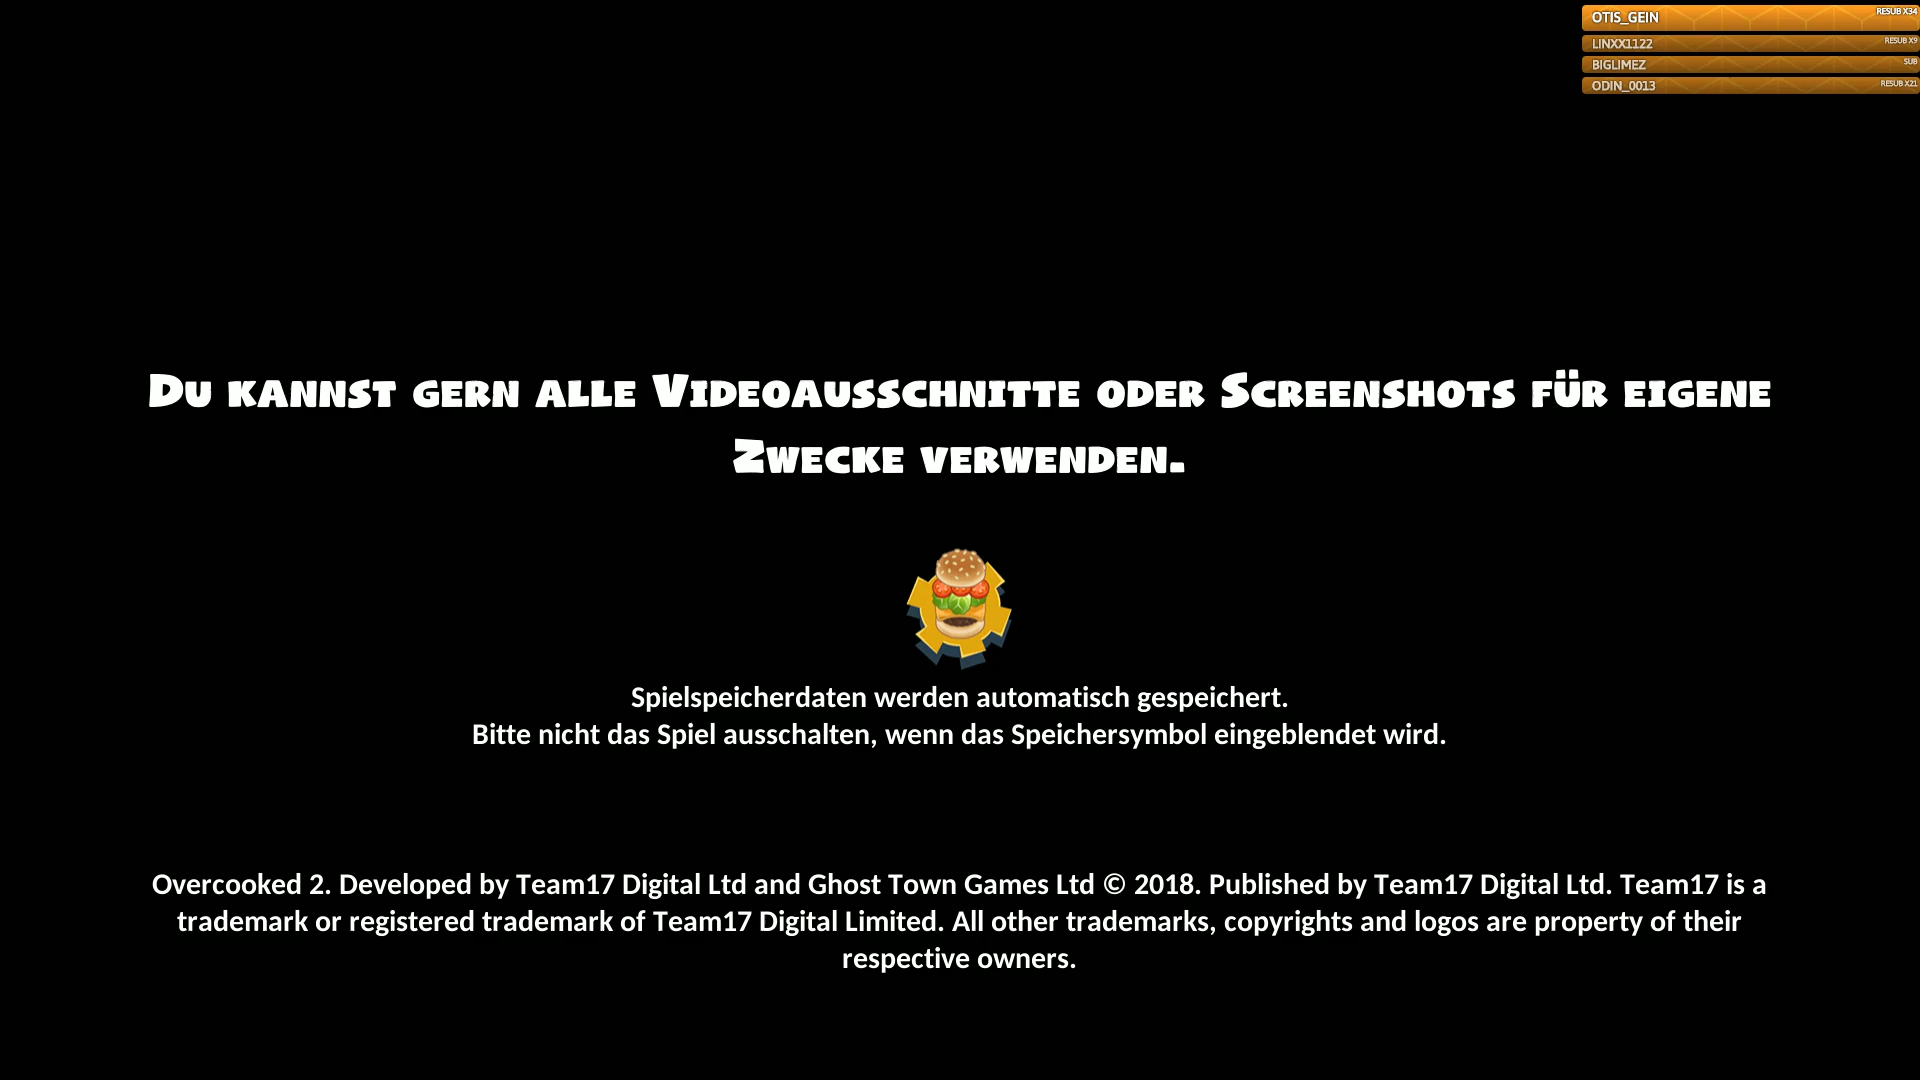 OTIS_GEIN RESUB X34
LINXX1122 RESUB X9
BIGLIMEZ SUB
ODIN_0013 RESUB X21
Du kannst gern alle Videoausschnitte oder Screenshots für eigene
Zwecke verwenden.
Spielspeicherdaten werden automatisch gespeichert.
Bitte nicht das Spiel ausschalten, wenn das Speichersymbol eingeblendet wird.
Overcooked 2. Developed by Team17 Digital Ltd and Ghost Town Games Ltd © 2018. Published by Team17 Digital Ltd. Team17 is a
trademark or registered trademark of Team17 Digital Limited. All other trademarks, copyrights and logos are property of their
respective owners.